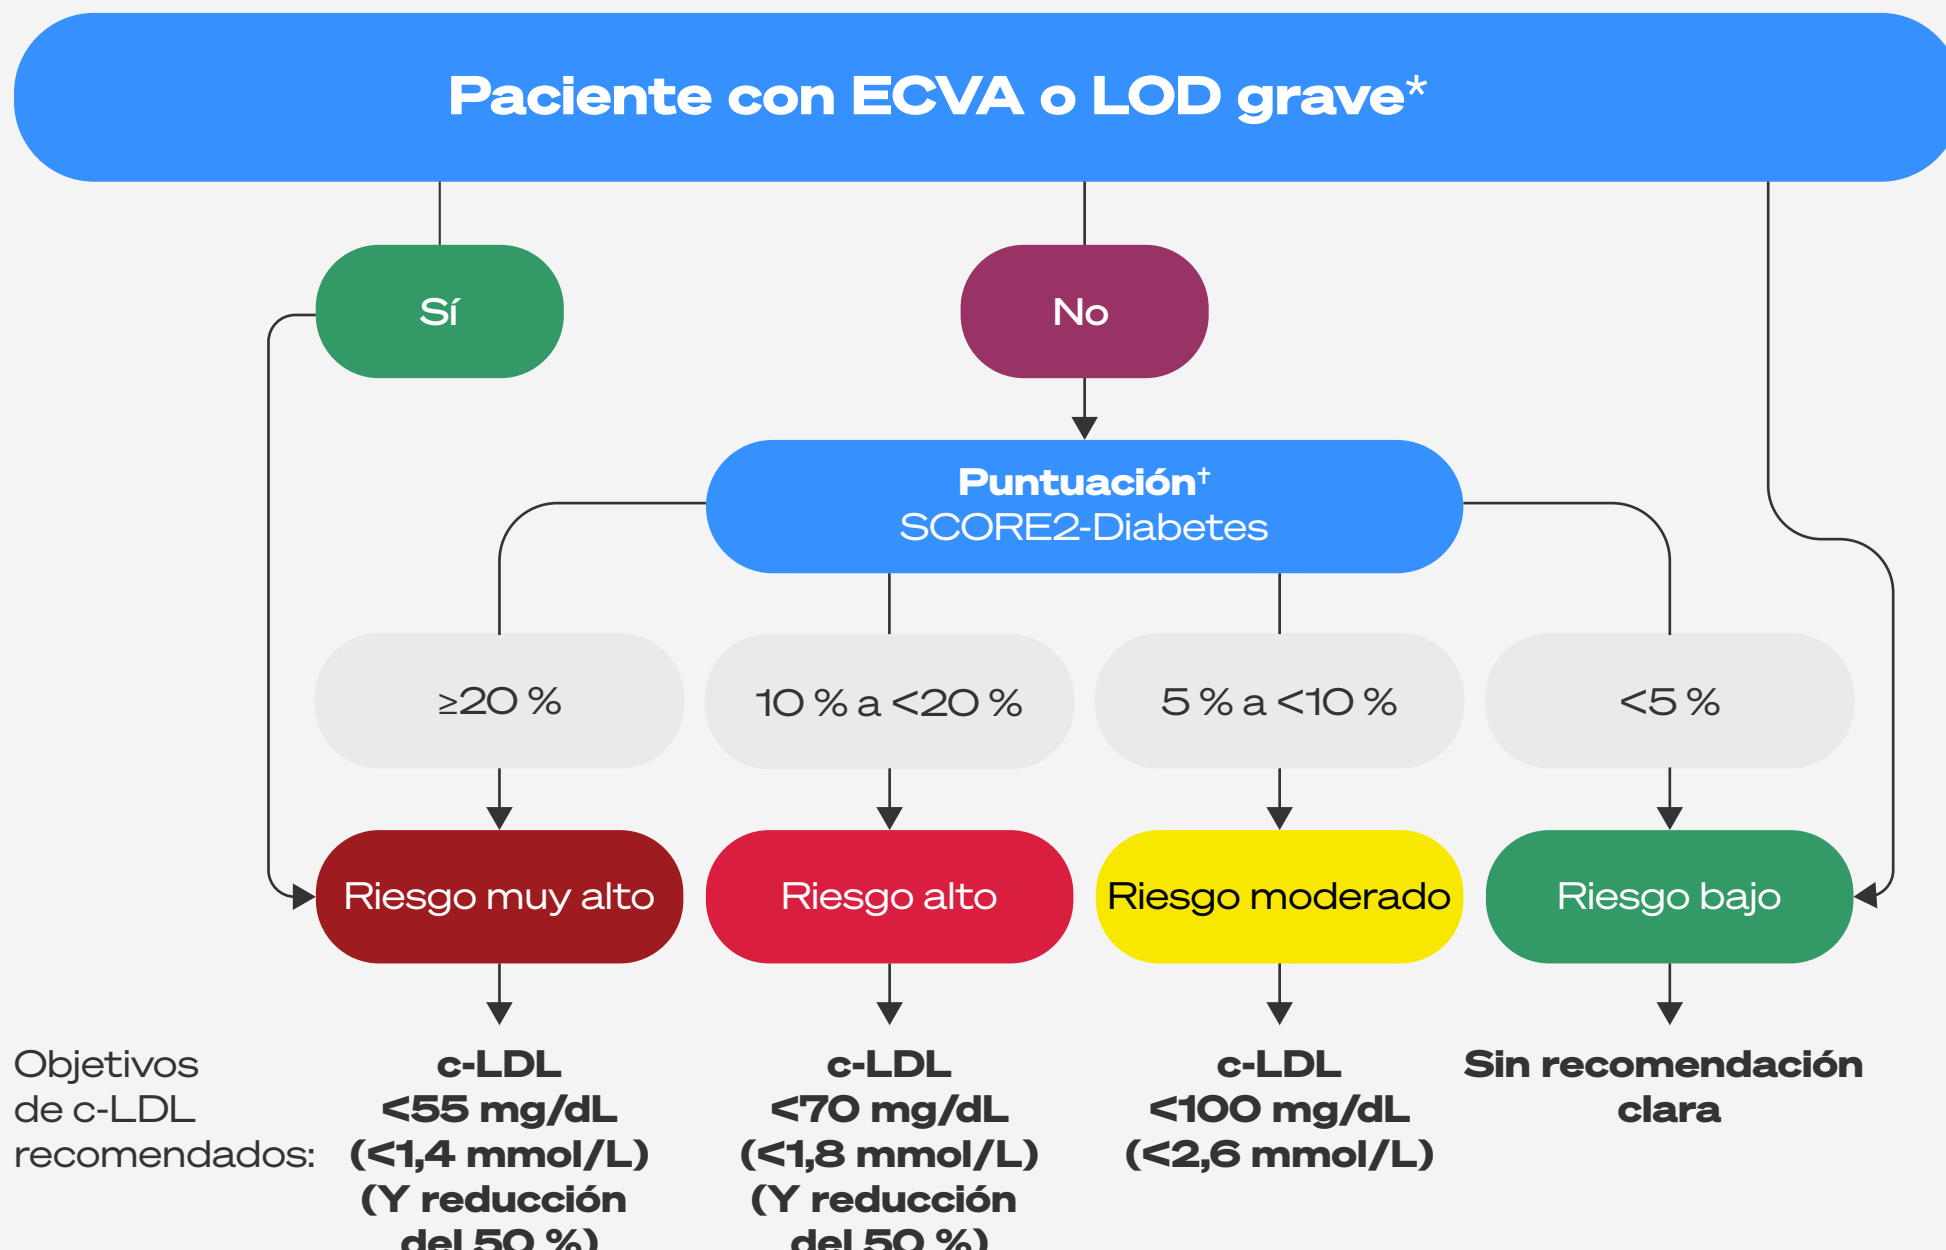 Paciente con ECVA o LOD grave*
Sí
No
Puntuación†
SCORE2-Diabetes
≥20 %
10 % a <20 %
5 % a <10 %
<5 %
Riesgo muy alto
Riesgo alto
Riesgo moderado
Riesgo bajo
Objetivos
de c-LDL
recomendados:
c-LDL
<55 mg/dL
(<1,4 mmol/L)
(Y reducción
del 50 %)
c-LDL
<70 mg/dL
(<1,8 mmol/L)
(Y reducción
del 50 %)
c-LDL
<100 mg/dL
(<2,6 mmol/L)
Sin recomendación
clara